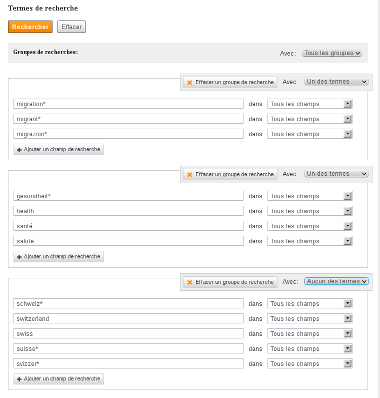 Termes de recherche
Rechercher Effacer
Groupes de recherches: Avec: Tous les groupes
Effacer un groupe de recherche Avec Un des termes
migration* dans Tous les champs
migrant* dans Tous les champs
migrazion* dans Tous les champs
Ajouter un champ de recherche
Effacer un groupe de recherche Avec Un des termes
gesundheit* dans Tous les champs
health dans Tous les champs
santé dans Tous les champs
salute dans Tous les champs
Ajouter un champ de recherche
Effacer un groupe de recherche Avec: Aucun des termes
schweiz* dans Tous les champs
switzerland dans Tous les champs
swiss dans Tous les champs
suisse* dans Tous les champs
svizzer* dans Tous les champs
Ajouter un champ de recherche